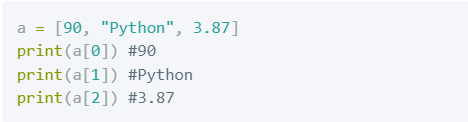 a = [90, "Python", 3.87]
print(a[0]) #90
print(a[1]) #Python
print(a[2]) #3.87